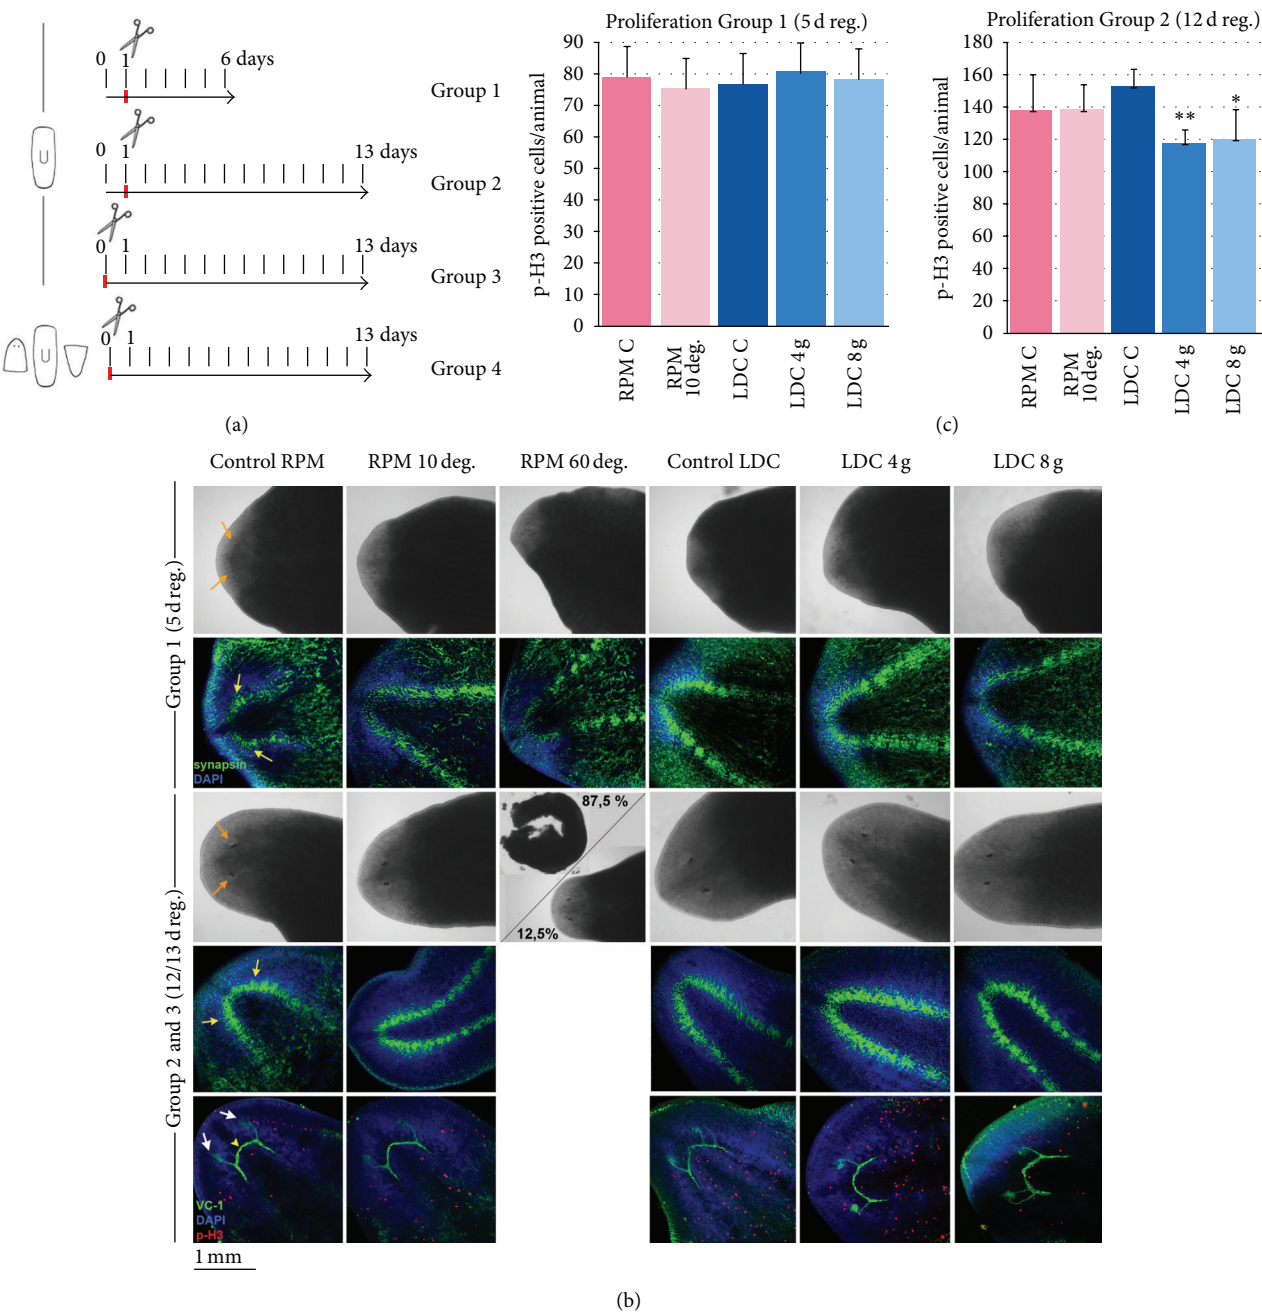 0 1 6 days
Group 1
0 1 13 days
Group 2
0 1 13 days
Group 3
0 1 13 days
Group 4
(a)
Proliferation Group 1 (5 d reg.)
p-H3 positive cells/animal
90
80
70
60
50
40
30
20
10
0
RPM C
RPM 10 deg.
LDC C
LDC 4 g
LDC 8 g
Proliferation Group 2 (12 d reg.)
p-H3 positive cells/animal
180
160
140
120
100
80
60
40
20
0
**
*
RPM C
RPM 10 deg.
LDC C
LDC 4 g
LDC 8 g
(c)
Control RPM RPM 10 deg. RPM 60 deg. Control LDC LDC 4 g LDC 8 g
Group 1 (5 d reg.)
synapsin
DAPI
Group 2 and 3 (12/13 d reg.)
87,5 %
12,5%
VC-1
DAPI
p-H3
1 mm
(b)